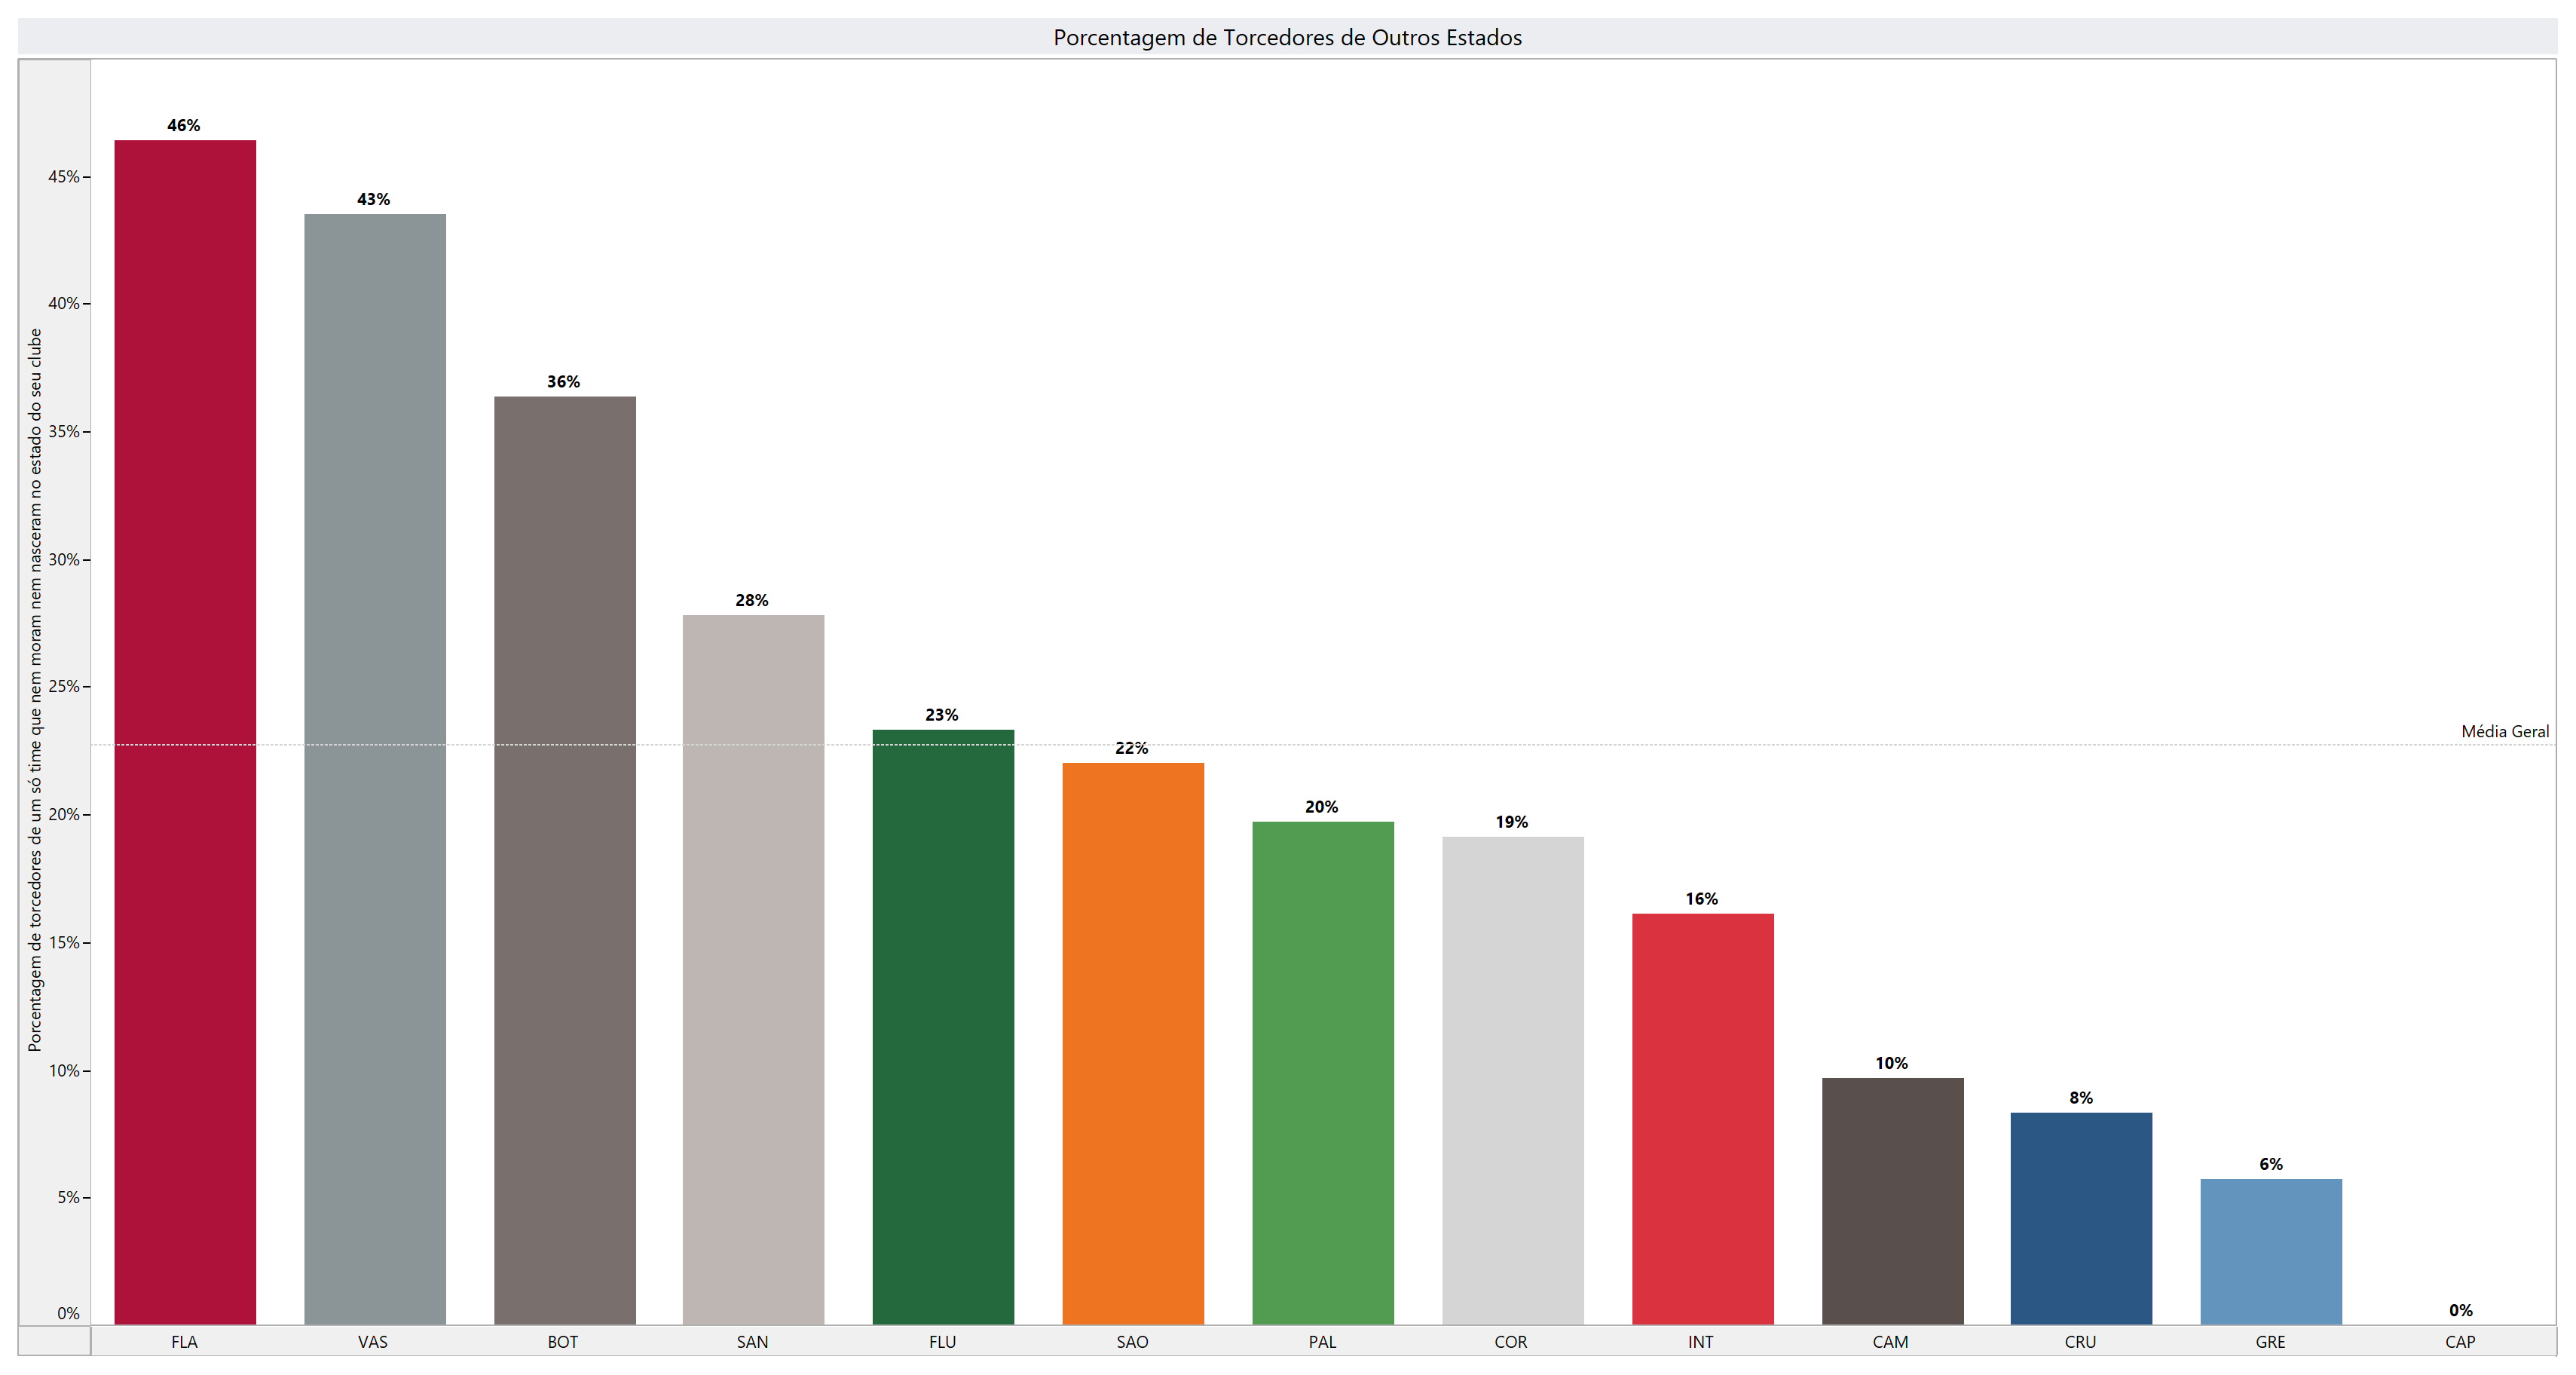 Porcentagem de Torcedores de Outros Estados
Porcentagem de torcedores de um só time que nem moram nem nasceram no estado do seu clube
45%
40%
35%
30%
25%
20%
15%
10%
5%
0%
46%
43%
36%
28%
23%
22%
20%
19%
16%
10%
8%
6%
0%
Média Geral
FLA
VAS
BOT
SAN
FLU
SAO
PAL
COR
INT
CAM
CRU
GRE
CAP